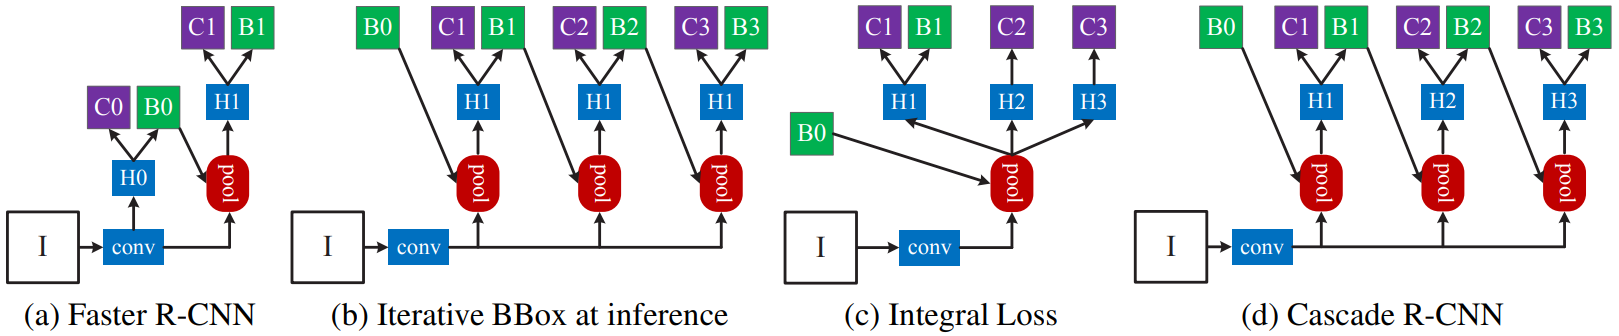 C1 B1 B0 C1 B1 C2 B2 C3 B3 C1 B1 C2 C3 B0 C1 B1 C2 B2 C3 B3
C0 B0 H1 H1 H1 H1 H1 H2 H3 H1 H2 H3
B0
H0 pool pool pool pool pool pool pool pool
I conv I conv I conv I conv
(a) Faster R-CNN (b) Iterative BBox at inference (c) Integral Loss (d) Cascade R-CNN